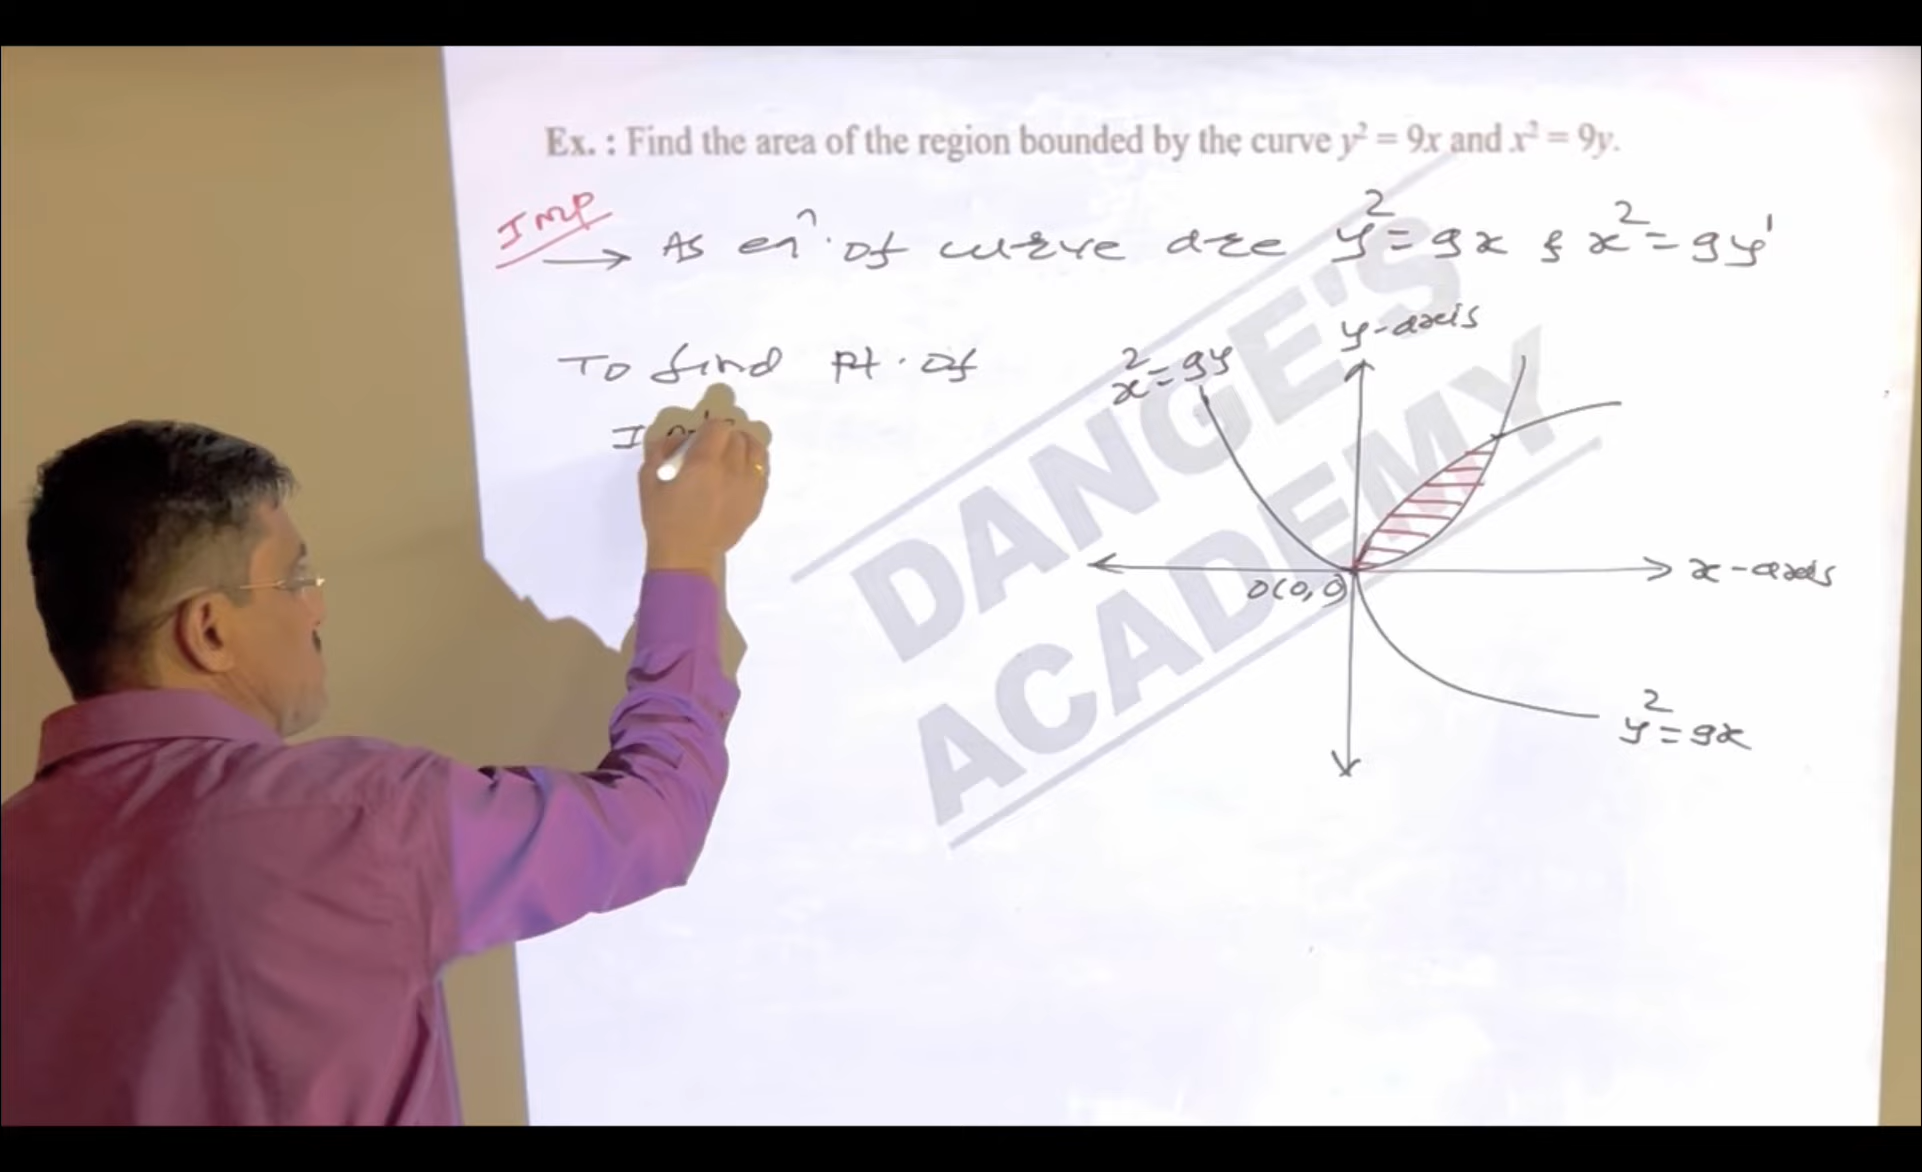 Ex. : Find the area of the region bounded by the curve y² = 9x and x² = 9y.
IMP
→ As eqⁿ. of curve are y² = 9x & x² = 9y
To find Pt. of
y-axis
x² = 9y
DANGE'S
ACADEMY
O(0,0)
x-axis
y² = 9x